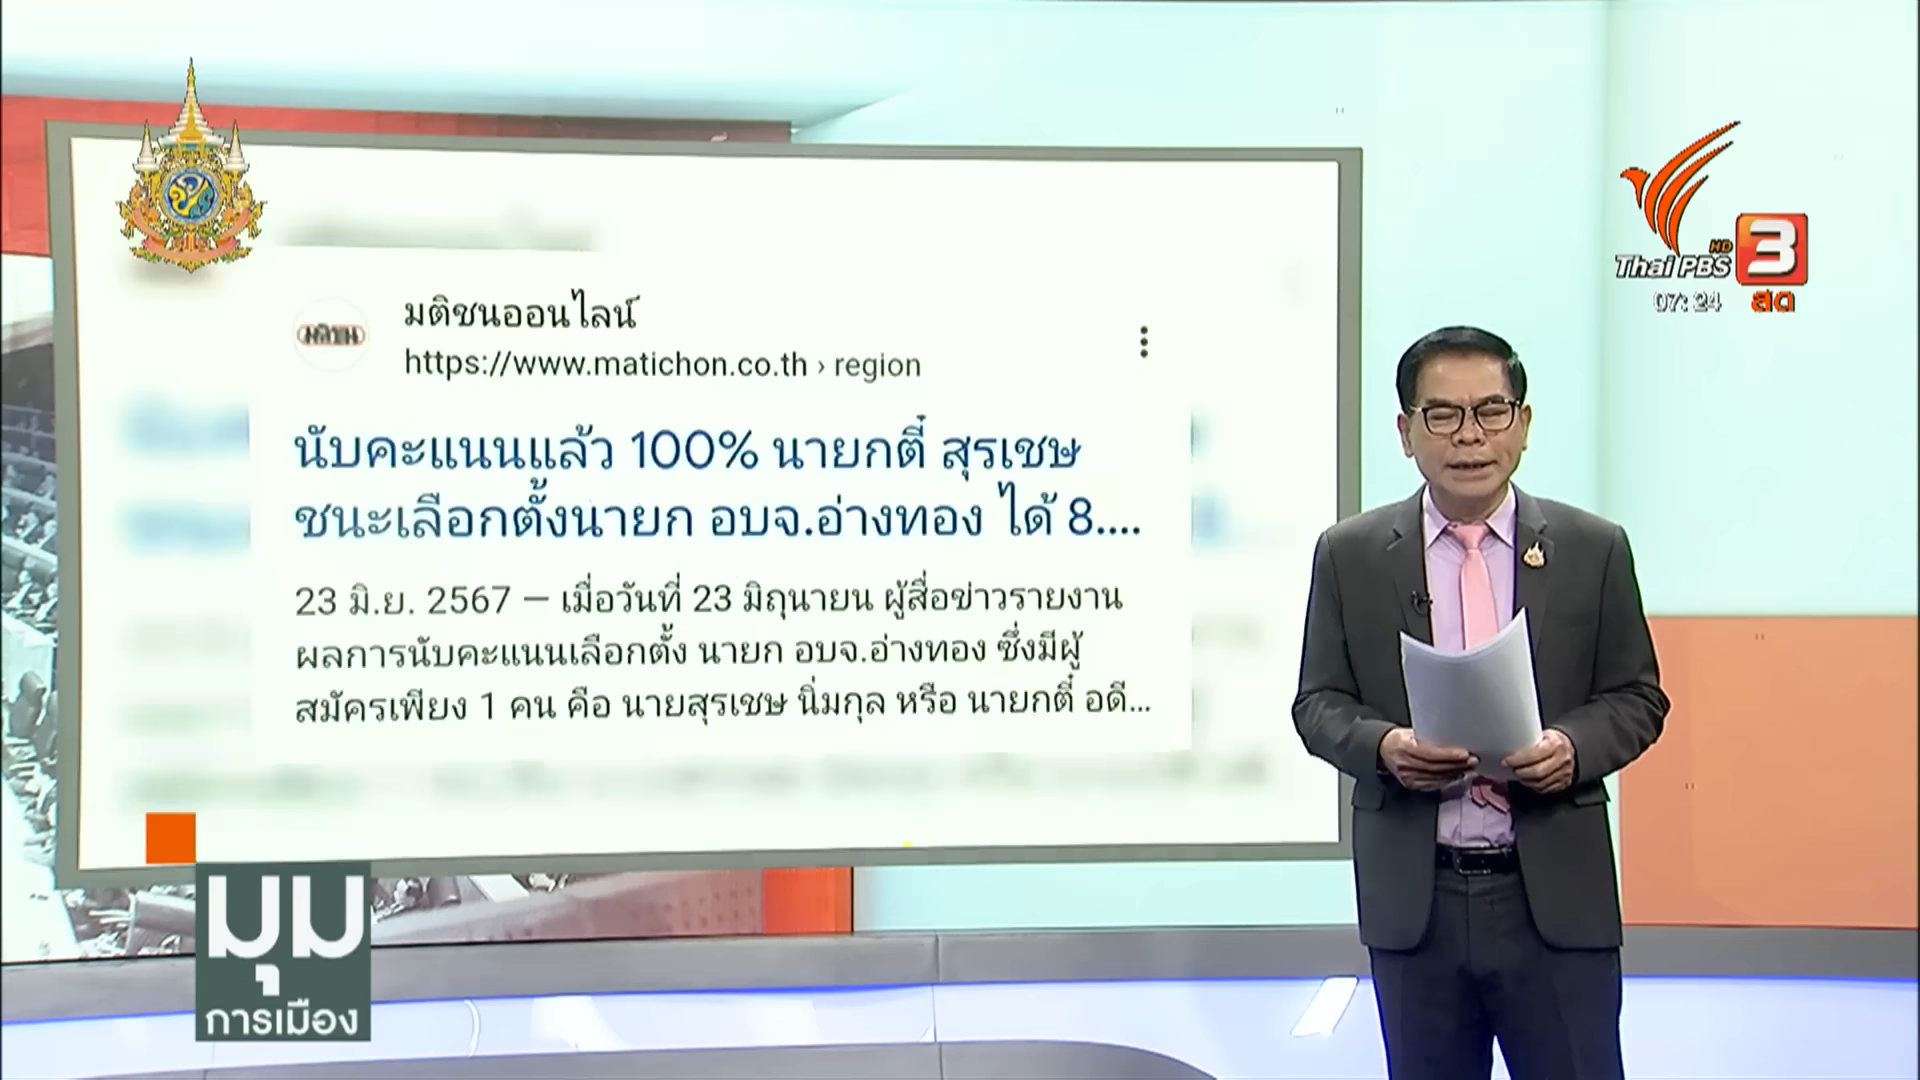 มติชน
มติชนออนไลน์
https://www.matichon.co.th › region
นับคะแนนแล้ว 100% นายกตี๋ สุรเชษ
ชนะเลือกตั้งนายก อบจ.อ่างทอง ได้ 8....
23 มิ.ย. 2567 — เมื่อวันที่ 23 มิถุนายน ผู้สื่อข่าวรายงาน
ผลการนับคะแนนเลือกตั้ง นายก อบจ.อ่างทอง ซึ่งมีผู้
สมัครเพียง 1 คน คือ นายสุรเชษ นิ่มกุล หรือ นายกตี๋ อดี...
HD
Thai PBS 3
07:24 สด
มุม
การเมือง